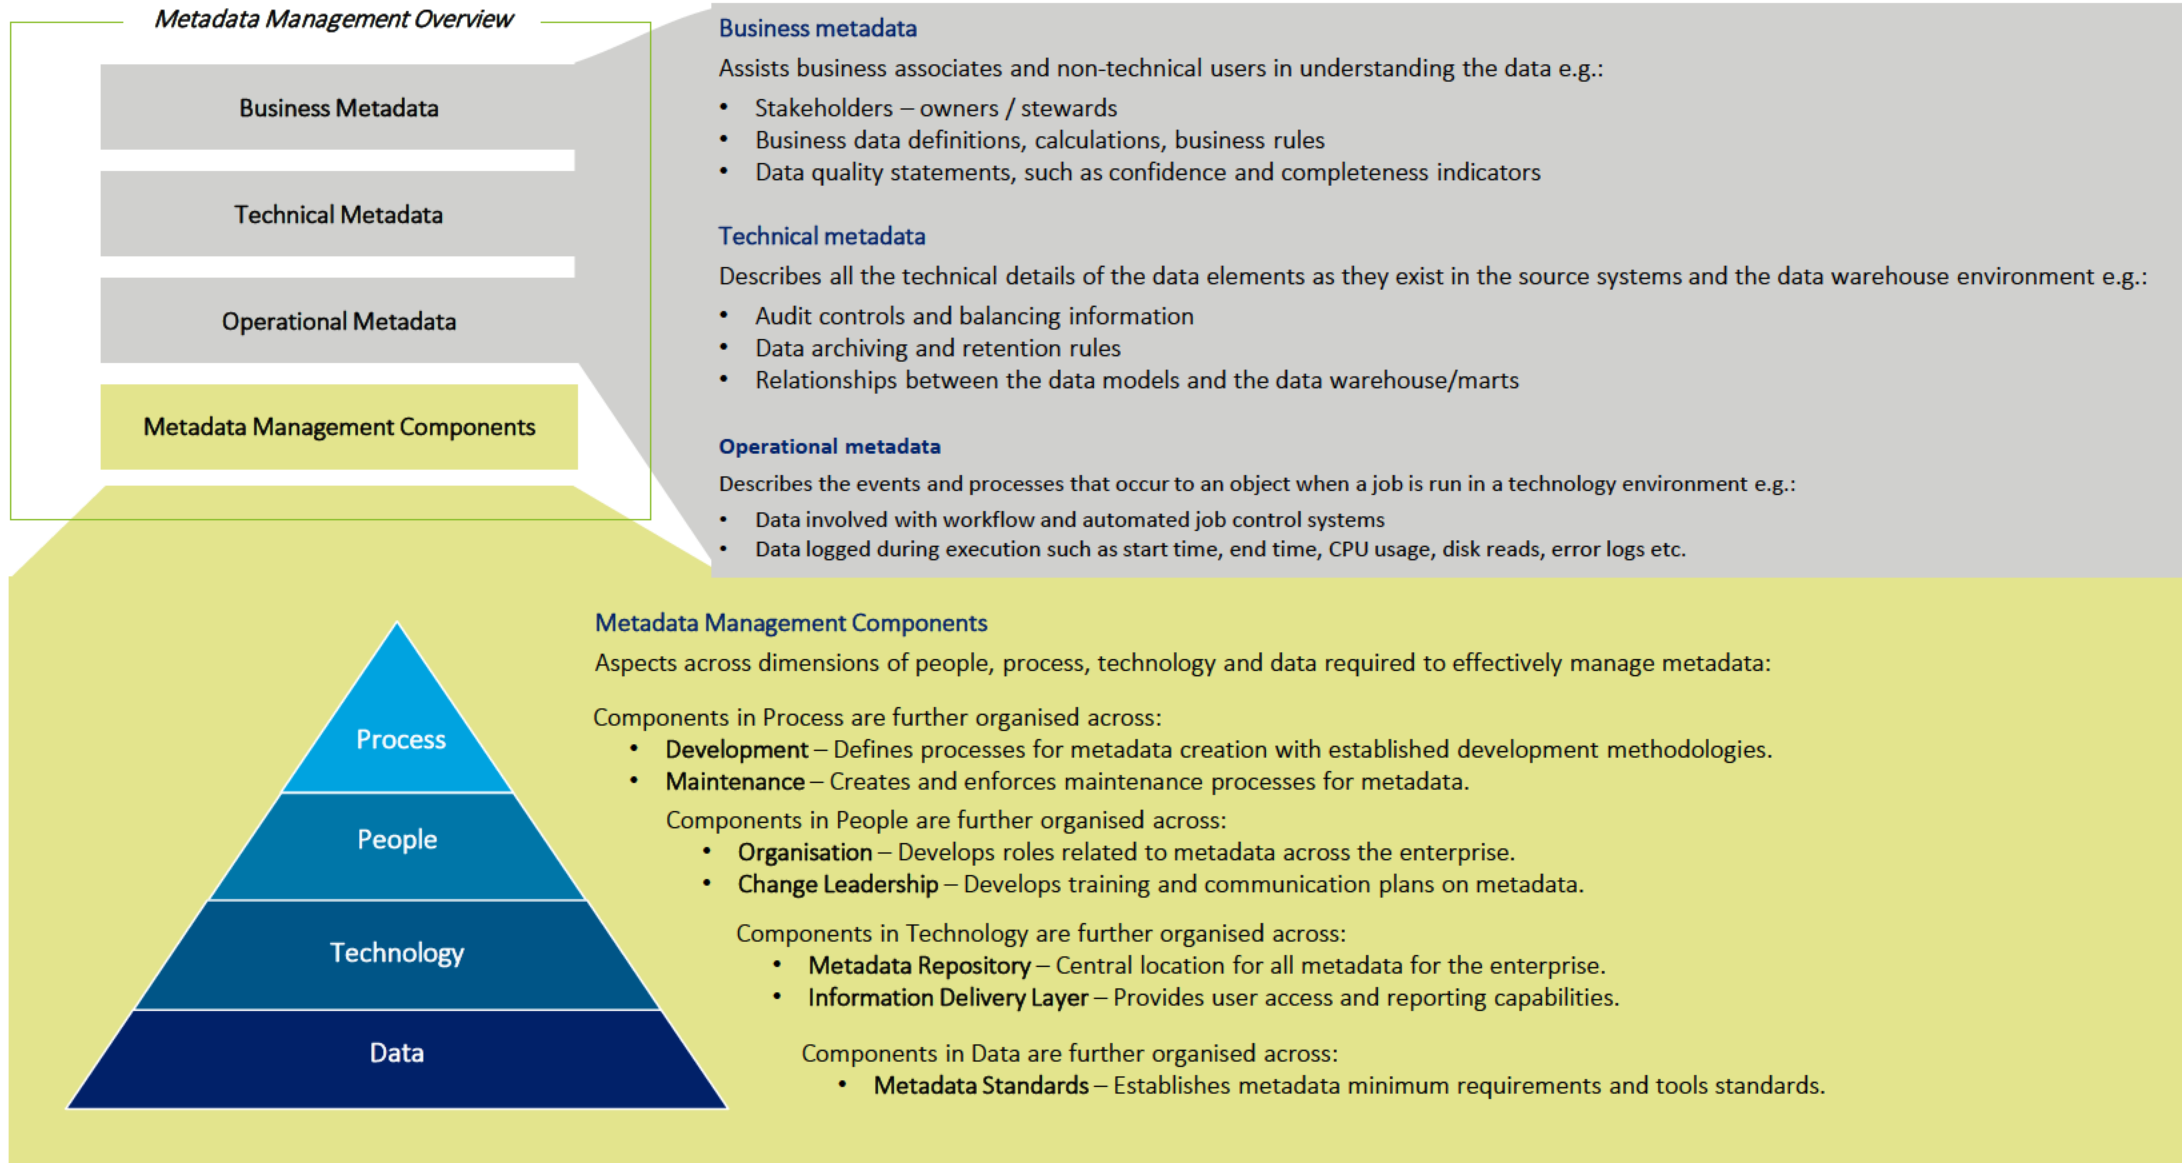 Metadata Management Overview
Business Metadata
Technical Metadata
Operational Metadata
Metadata Management Components
Business metadata
Assists business associates and non-technical users in understanding the data e.g.:
• Stakeholders – owners / stewards
• Business data definitions, calculations, business rules
• Data quality statements, such as confidence and completeness indicators
Technical metadata
Describes all the technical details of the data elements as they exist in the source systems and the data warehouse environment e.g.:
• Audit controls and balancing information
• Data archiving and retention rules
• Relationships between the data models and the data warehouse/marts
Operational metadata
Describes the events and processes that occur to an object when a job is run in a technology environment e.g.:
• Data involved with workflow and automated job control systems
• Data logged during execution such as start time, end time, CPU usage, disk reads, error logs etc.
Process
People
Technology
Data
Metadata Management Components
Aspects across dimensions of people, process, technology and data required to effectively manage metadata:
Components in Process are further organised across:
• Development – Defines processes for metadata creation with established development methodologies.
• Maintenance – Creates and enforces maintenance processes for metadata.
Components in People are further organised across:
• Organisation – Develops roles related to metadata across the enterprise.
• Change Leadership – Develops training and communication plans on metadata.
Components in Technology are further organised across:
• Metadata Repository – Central location for all metadata for the enterprise.
• Information Delivery Layer – Provides user access and reporting capabilities.
Components in Data are further organised across:
• Metadata Standards – Establishes metadata minimum requirements and tools standards.